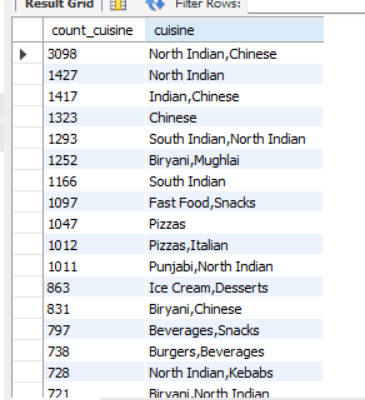 Result Grid Filter Rows:
count_cuisine cuisine
3098 North Indian,Chinese
1427 North Indian
1417 Indian,Chinese
1323 Chinese
1293 South Indian,North Indian
1252 Biryani,Mughlai
1166 South Indian
1097 Fast Food,Snacks
1047 Pizzas
1012 Pizzas,Italian
1011 Punjabi,North Indian
863 Ice Cream,Desserts
831 Biryani,Chinese
797 Beverages,Snacks
738 Burgers,Beverages
728 North Indian,Kebabs
721 Biryani,North Indian